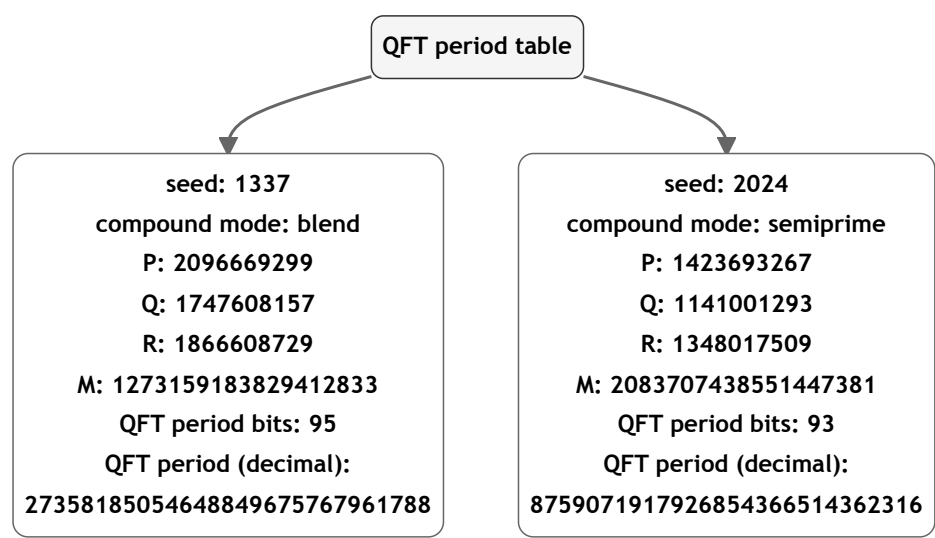 QFT period table
seed: 1337
compound mode: blend
P: 2096669299
Q: 1747608157
R: 1866608729
M: 1273159183829412833
QFT period bits: 95
QFT period (decimal):
27358185054648849675767961788
seed: 2024
compound mode: semiprime
P: 1423693267
Q: 1141001293
R: 1348017509
M: 2083707438551447381
QFT period bits: 93
QFT period (decimal):
8759071917926854366514362316